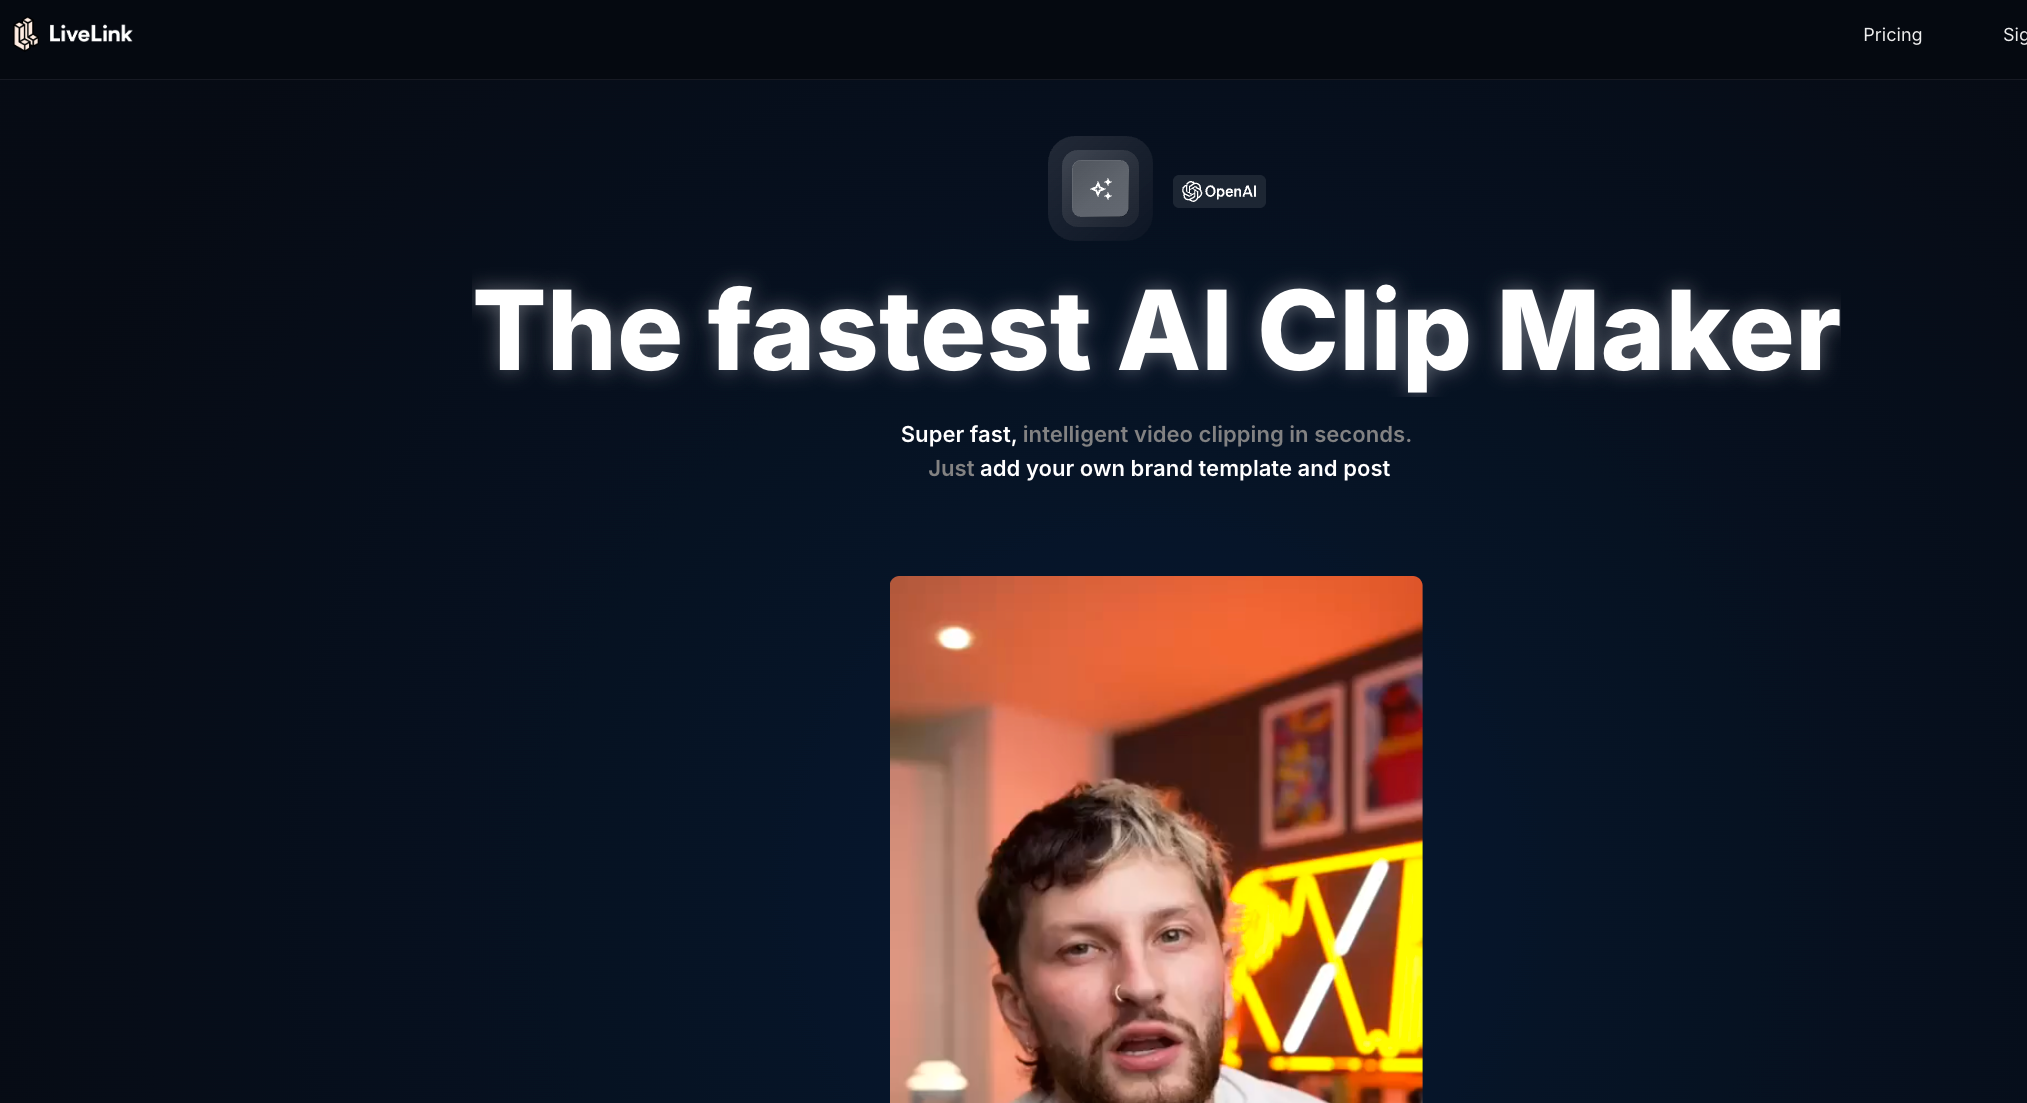 LiveLink
Pricing
Sig
OpenAI
The fastest AI Clip Maker
Super fast, intelligent video clipping in seconds.
Just add your own brand template and post